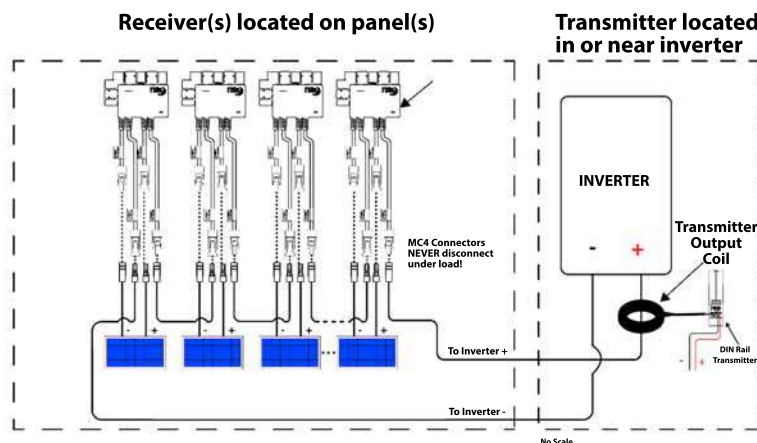 Receiver(s) located on panel(s)
Transmitter located
in or near inverter
INVERTER
- +
Transmitter
Output
Coil
MC4 Connectors
NEVER disconnect
under load!
- + - + - + - +
To Inverter +
DIN Rail
Transmitter
- +
To Inverter -
No Scale